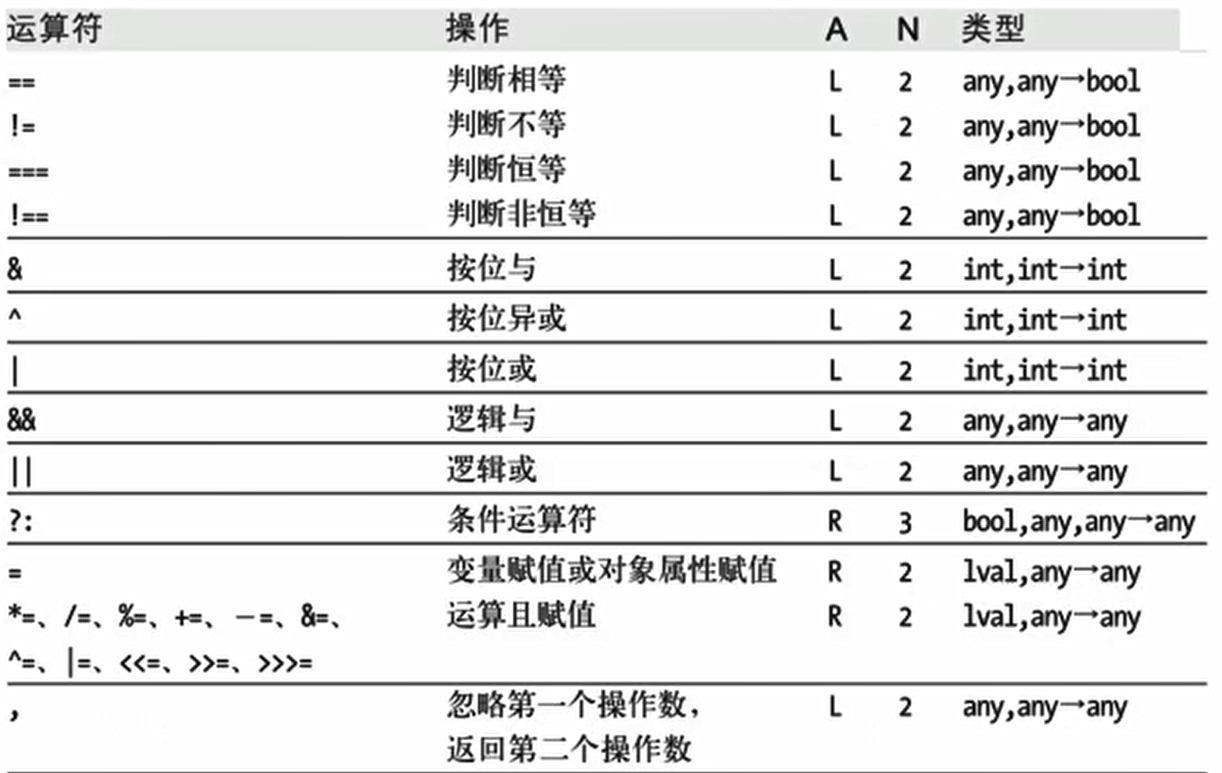 运算符 操作 A N 类型
== 判断相等 L 2 any,any→bool
!= 判断不等 L 2 any,any→bool
=== 判断恒等 L 2 any,any→bool
!== 判断非恒等 L 2 any,any→bool
& 按位与 L 2 int,int→int
^ 按位异或 L 2 int,int→int
| 按位或 L 2 int,int→int
&& 逻辑与 L 2 any,any→any
|| 逻辑或 L 2 any,any→any
?: 条件运算符 R 3 bool,any,any→any
= 变量赋值或对象属性赋值 R 2 lval,any→any
*=、/=、%=、+=、-=、&=、 运算且赋值 R 2 lval,any→any
^=、|=、<<=、>>=、>>>=
, 忽略第一个操作数， L 2 any,any→any
返回第二个操作数